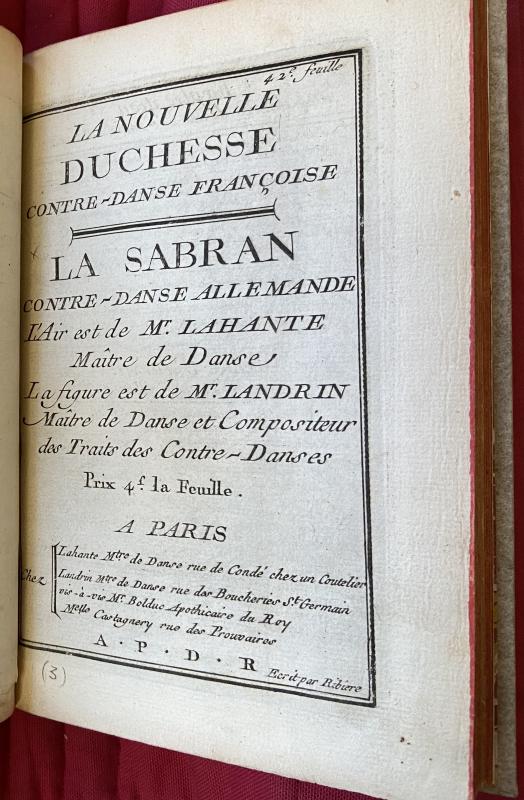 42e. feuille
LA NOUVELLE
DUCHESSE
CONTRE-DANSE FRANÇOISE
LA SABRAN
CONTRE-DANSE ALLEMANDE
L'Air est de Mr. LAHANTE
Maître de Danse
La figure est de Mr. LANDRIN
Maître de Danse et Compositeur
des Traits des Contre-Danses
Prix 4 f. la Feuille.
A PARIS
Chez
Lahante Mtre de Danse rue de Condé chez un Coutelier
Landrin Mtre de Danse rue des Boucheries St. Germain
vis-à-vis Mr. Bolduc Apothicaire du Roy
Melle Castagnery rue des Prouvaires
A . P . D . R
Ecrit par Ribiere
(3)